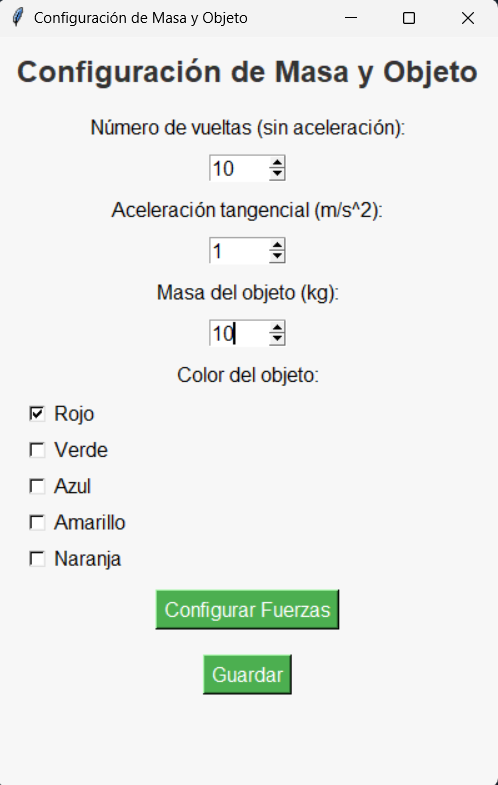 Configuración de Masa y Objeto
Configuración de Masa y Objeto
Número de vueltas (sin aceleración):
10
Aceleración tangencial (m/s^2):
1
Masa del objeto (kg):
10
Color del objeto:
Rojo
Verde
Azul
Amarillo
Naranja
Configurar Fuerzas
Guardar